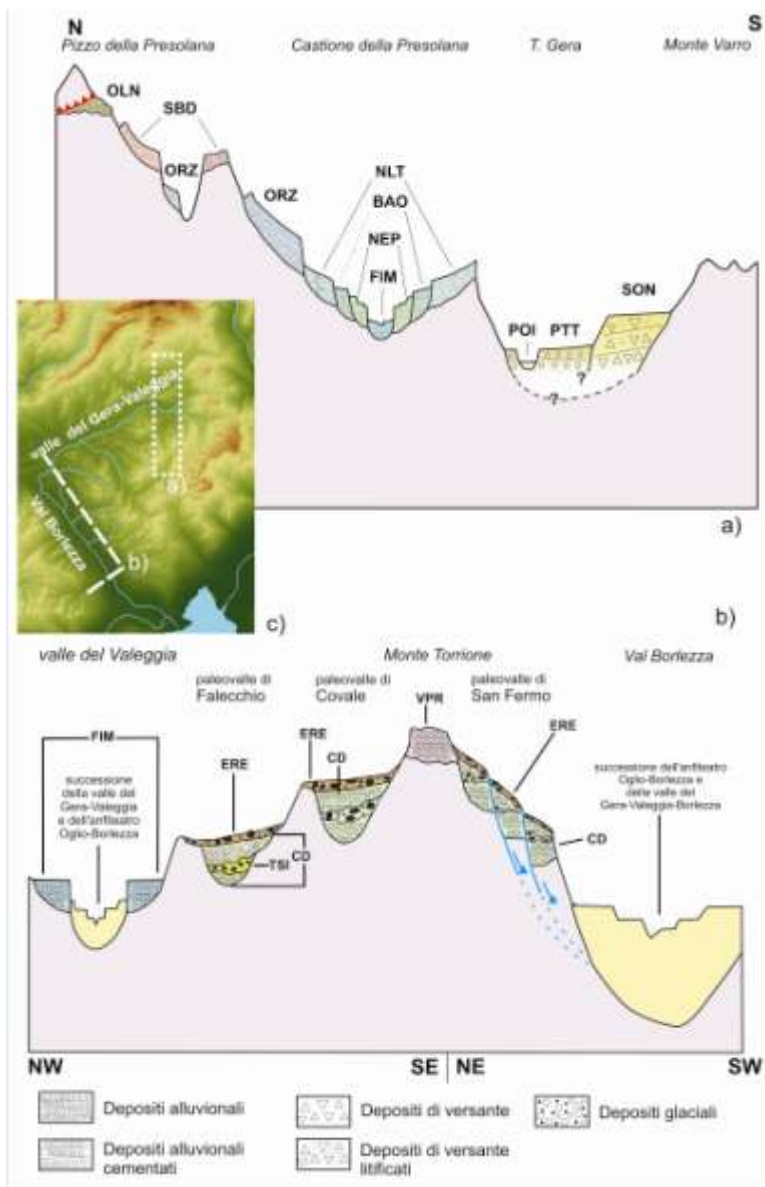 N
S
Pizzo della Presolana
Castione della Presolana
T. Gera
Monte Varro
OLN
SBD
ORZ
ORZ
NLT
BAO
NEP
FIM
SON
POI
PTT
?
?
valle del Gera-Valeggia
a)
Val Borlezza
b)
a)
c)
b)
valle del Valeggia
paleovalle di
Falecchio
paleovalle di
Covale
Monte Torrione
paleovalle di
San Fermo
Val Borlezza
VPR
FIM
ERE
ERE
CD
ERE
successione
della valle del
Gera-Valeggia
e dell'anfiteatro
Oglio-Borlezza
successione dell'anfiteatro
Oglio-Borlezza e
della valle del
Gera-Valeggia-Borlezza
TSI
CD
CD
NW
SE
NE
SW
Depositi alluvionali
Depositi di versante
Depositi glaciali
Depositi alluvionali
cementati
Depositi di versante
litificati